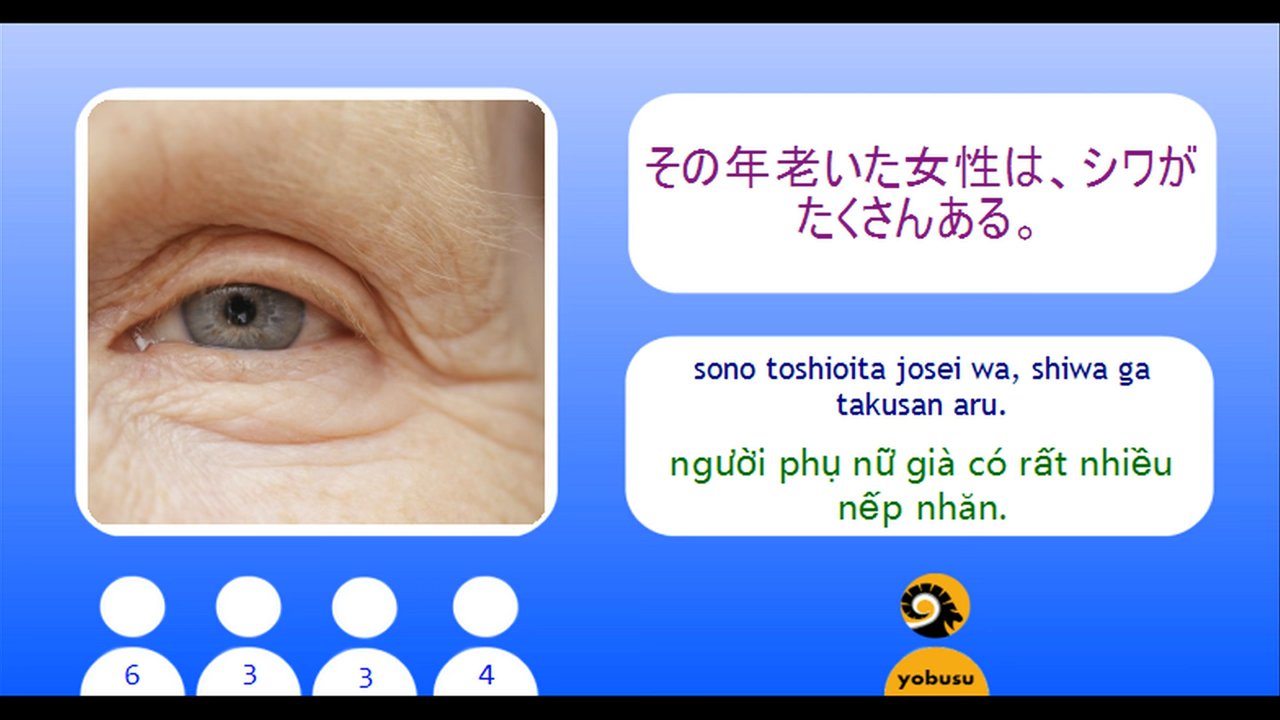 その年老いた女性は、シワが
たくさんある。
sono toshioita josei wa, shiwa ga
takusan aru.
người phụ nữ già có rất nhiều
nếp nhăn.
6 3 3 4
yobusu